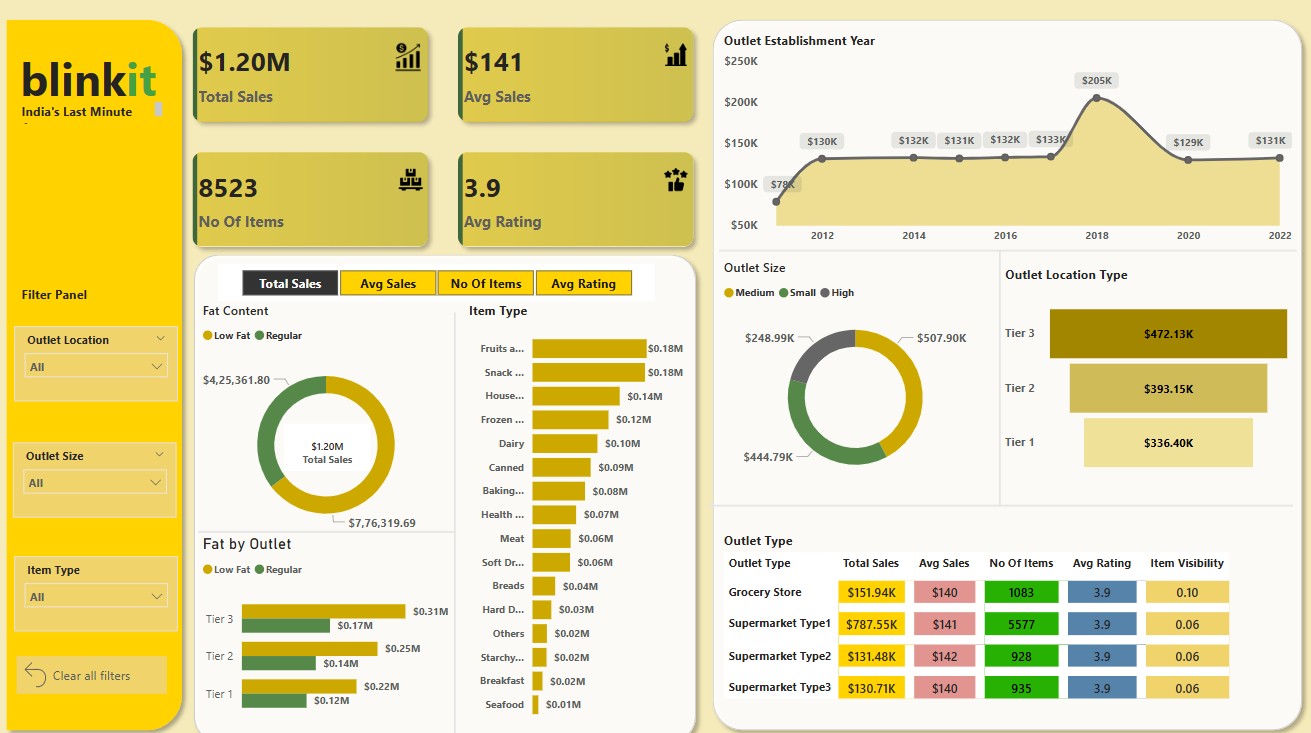 blinkit
India's Last Minute
Filter Panel
Outlet Location
All
Outlet Size
All
Item Type
All
Clear all filters
$1.20M
Total Sales
$141
Avg Sales
8523
No Of Items
3.9
Avg Rating
Total Sales Avg Sales No Of Items Avg Rating
Fat Content
Low Fat Regular
$4,25,361.80
$1.20M
Total Sales
$7,76,319.69
Fat by Outlet
Low Fat Regular
Tier 3 $0.31M
$0.17M
Tier 2 $0.25M
$0.14M
Tier 1 $0.22M
$0.12M
Item Type
Fruits a... $0.18M
Snack ... $0.18M
House... $0.14M
Frozen ... $0.12M
Dairy $0.10M
Canned $0.09M
Baking... $0.08M
Health ... $0.07M
Meat $0.06M
Soft Dr... $0.06M
Breads $0.04M
Hard D... $0.03M
Others $0.02M
Starchy... $0.02M
Breakfast $0.02M
Seafood $0.01M
Outlet Establishment Year
$250K
$200K
$150K
$100K
$50K
$78K $130K $132K $131K $132K $133K $205K $129K $131K
2012 2014 2016 2018 2020 2022
Outlet Size
Medium Small High
$248.99K $507.90K
$444.79K
Outlet Location Type
Tier 3 $472.13K
Tier 2 $393.15K
Tier 1 $336.40K
Outlet Type
Outlet Type Total Sales Avg Sales No Of Items Avg Rating Item Visibility
Grocery Store $151.94K $140 1083 3.9 0.10
Supermarket Type1 $787.55K $141 5577 3.9 0.06
Supermarket Type2 $131.48K $142 928 3.9 0.06
Supermarket Type3 $130.71K $140 935 3.9 0.06